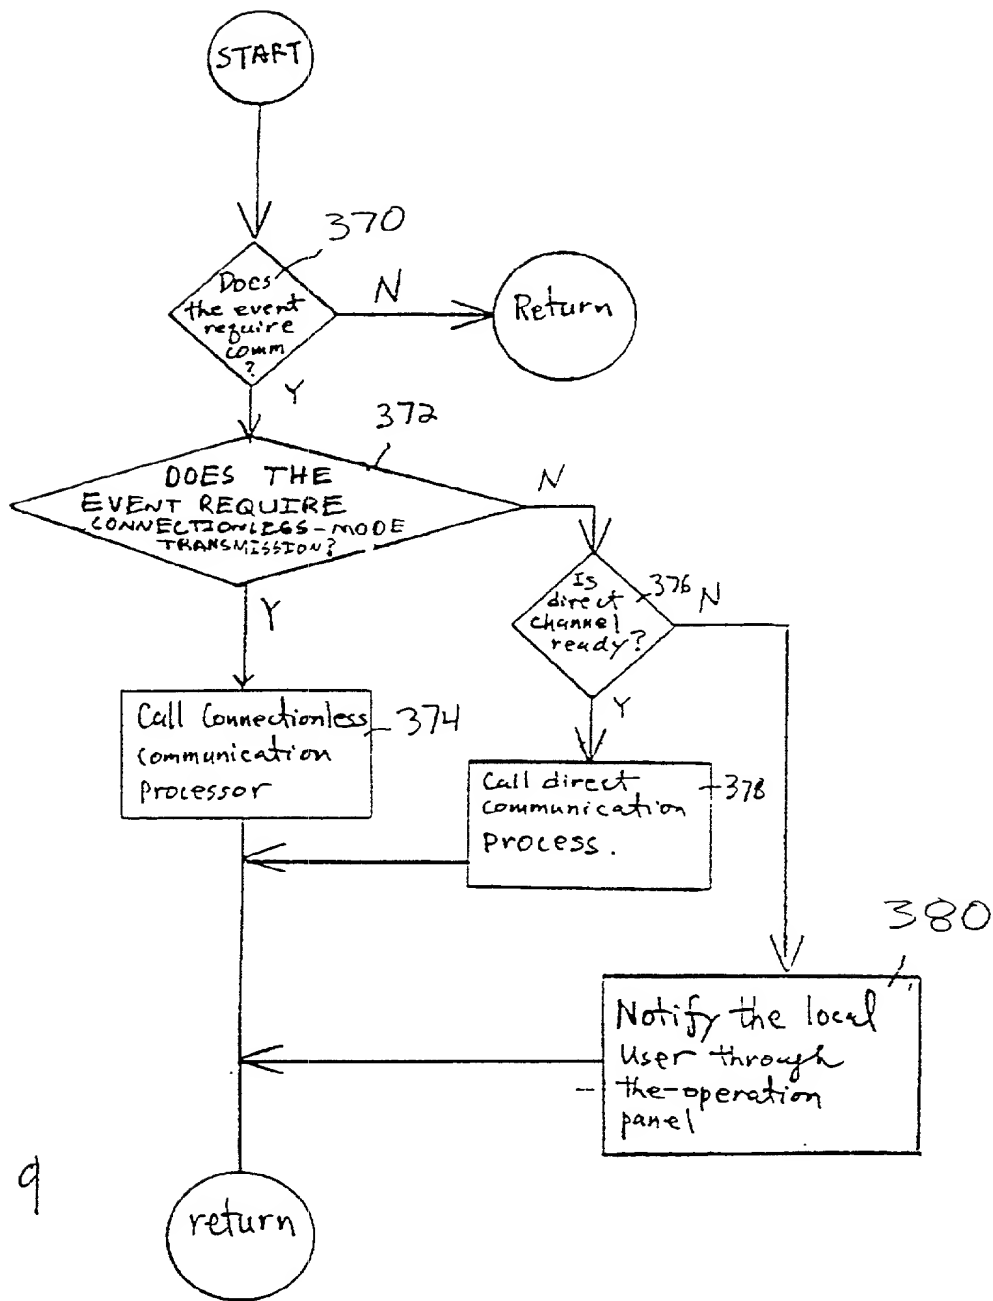 START
370
Does
the event
require
comm
?
N
Return
Y
372
DOES THE
EVENT REQUIRE
CONNECTIONLESS-MODE
TRANSMISSION?
N
Y
Is
direct
channel
ready?
376
N
Y
Call Connectionless
Communication
Processor
374
Call direct
communication
Process.
378
380
Notify the local
User through
the-operation
panel
9
return